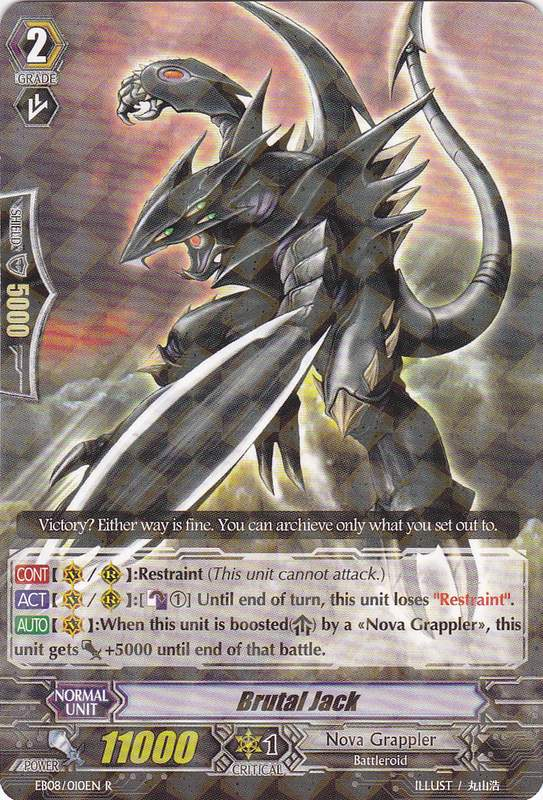 2
GRADE
SHIELD
5000
Victory? Either way is fine. You can archieve only what you set out to.
CONT【 V / R 】:Restraint (This unit cannot attack.)
ACT【 V / R 】:[ ①] Until end of turn, this unit loses "Restraint".
AUTO【 V 】:When this unit is boosted( ) by a «Nova Grappler», this
unit gets +5000 until end of that battle.
NORMAL
UNIT
Brutal Jack
POWER
11000
1
CRITICAL
Nova Grappler
Battleroid
EB08/010EN R
ILLUST / 丸山浩